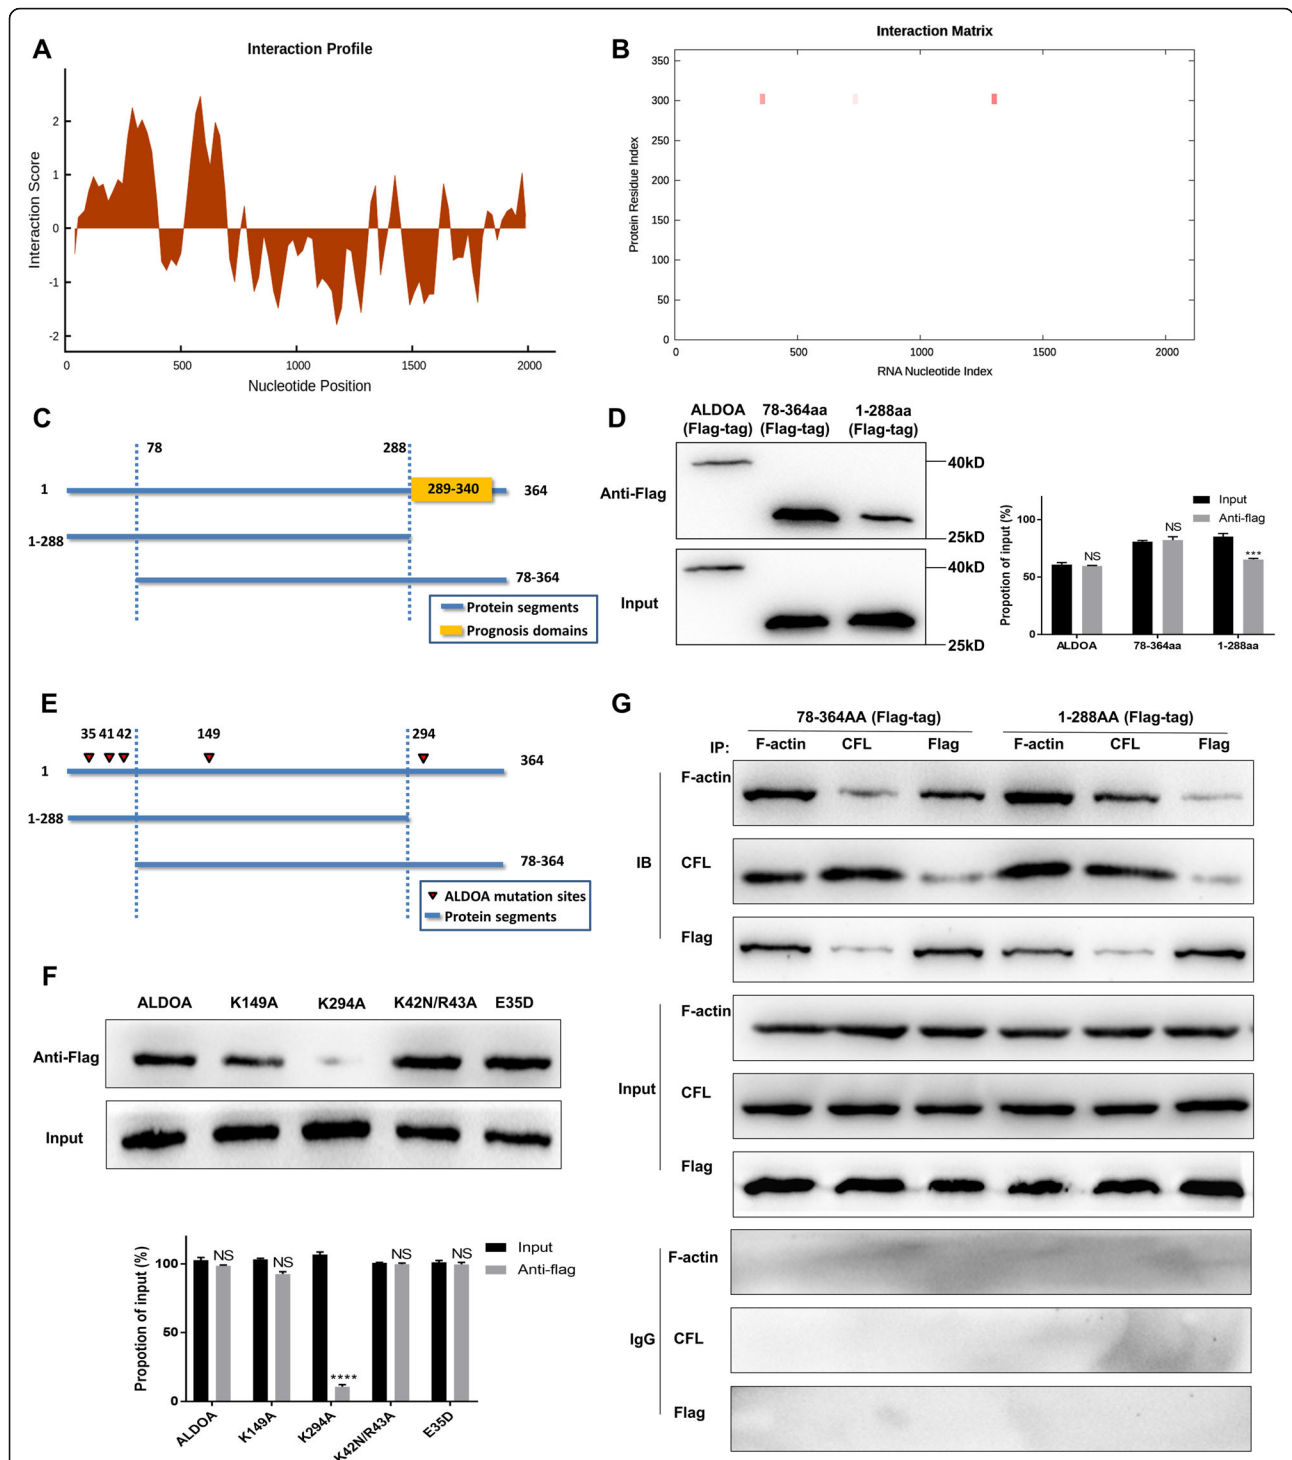 A
Interaction Profile
Interaction Score
2
1
0
-1
-2
0 500 1000 1500 2000
Nucleotide Position
B
Interaction Matrix
Protein Residue Index
350
300
250
200
150
100
50
0
0 500 1000 1500 2000
RNA Nucleotide Index
C
78 288
1 289-340 364
1-288
78-364
Protein segments
Prognosis domains
D
ALDOA 78-364aa 1-288aa
(Flag-tag) (Flag-tag) (Flag-tag)
Anti-Flag
40kD
25kD
Input
40kD
25kD
Propotion of input (%)
100
50
0
Input
Anti-flag
NS NS ***
ALDOA 78-364aa 1-288aa
E
35 41 42 149 294
1 364
1-288
78-364
ALDOA mutation sites
Protein segments
F
ALDOA K149A K294A K42N/R43A E35D
Anti-Flag
Input
Propotion of input (%)
100
50
0
Input
Anti-flag
NS NS **** NS NS
ALDOA K149A K294A K42N/R43A E35D
G
78-364AA (Flag-tag) 1-288AA (Flag-tag)
IP: F-actin CFL Flag F-actin CFL Flag
IB
F-actin
CFL
Flag
Input
F-actin
CFL
Flag
IgG
F-actin
CFL
Flag